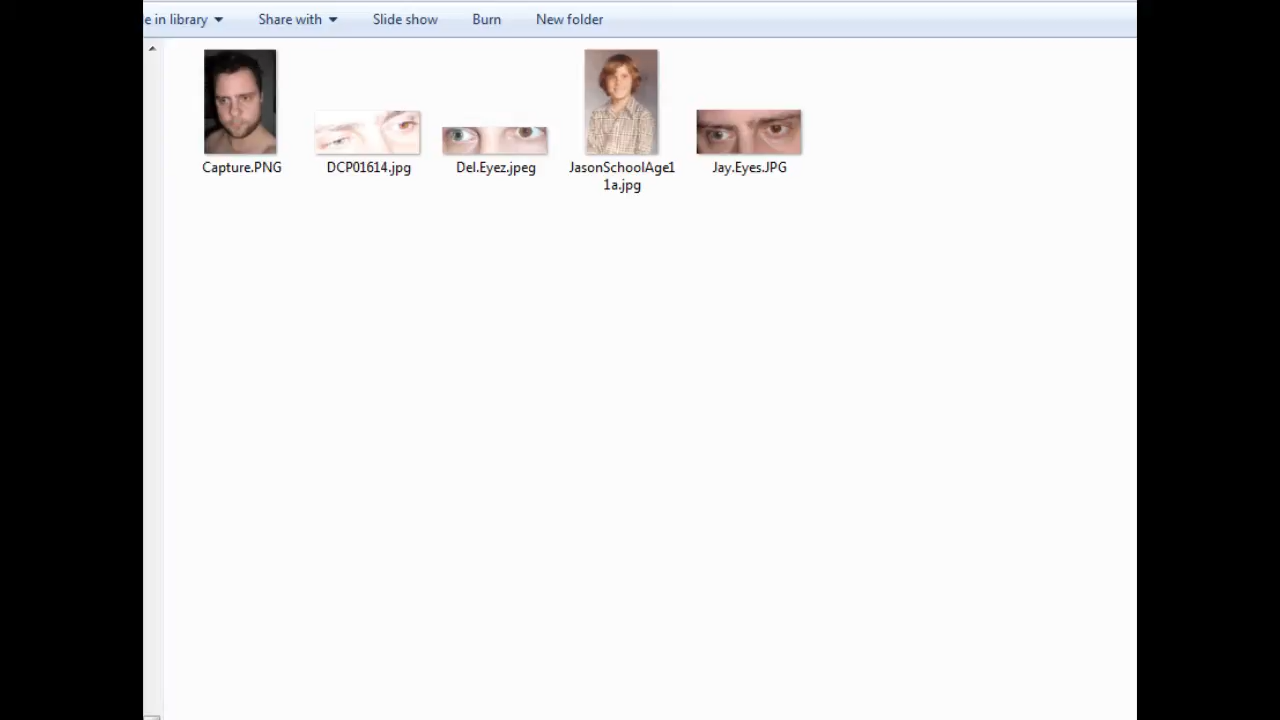 e in library
Share with
Slide show
Burn
New folder
Capture.PNG
DCP01614.jpg
Del.Eyez.jpeg
JasonSchoolAge1
1a.jpg
Jay.Eyes.JPG